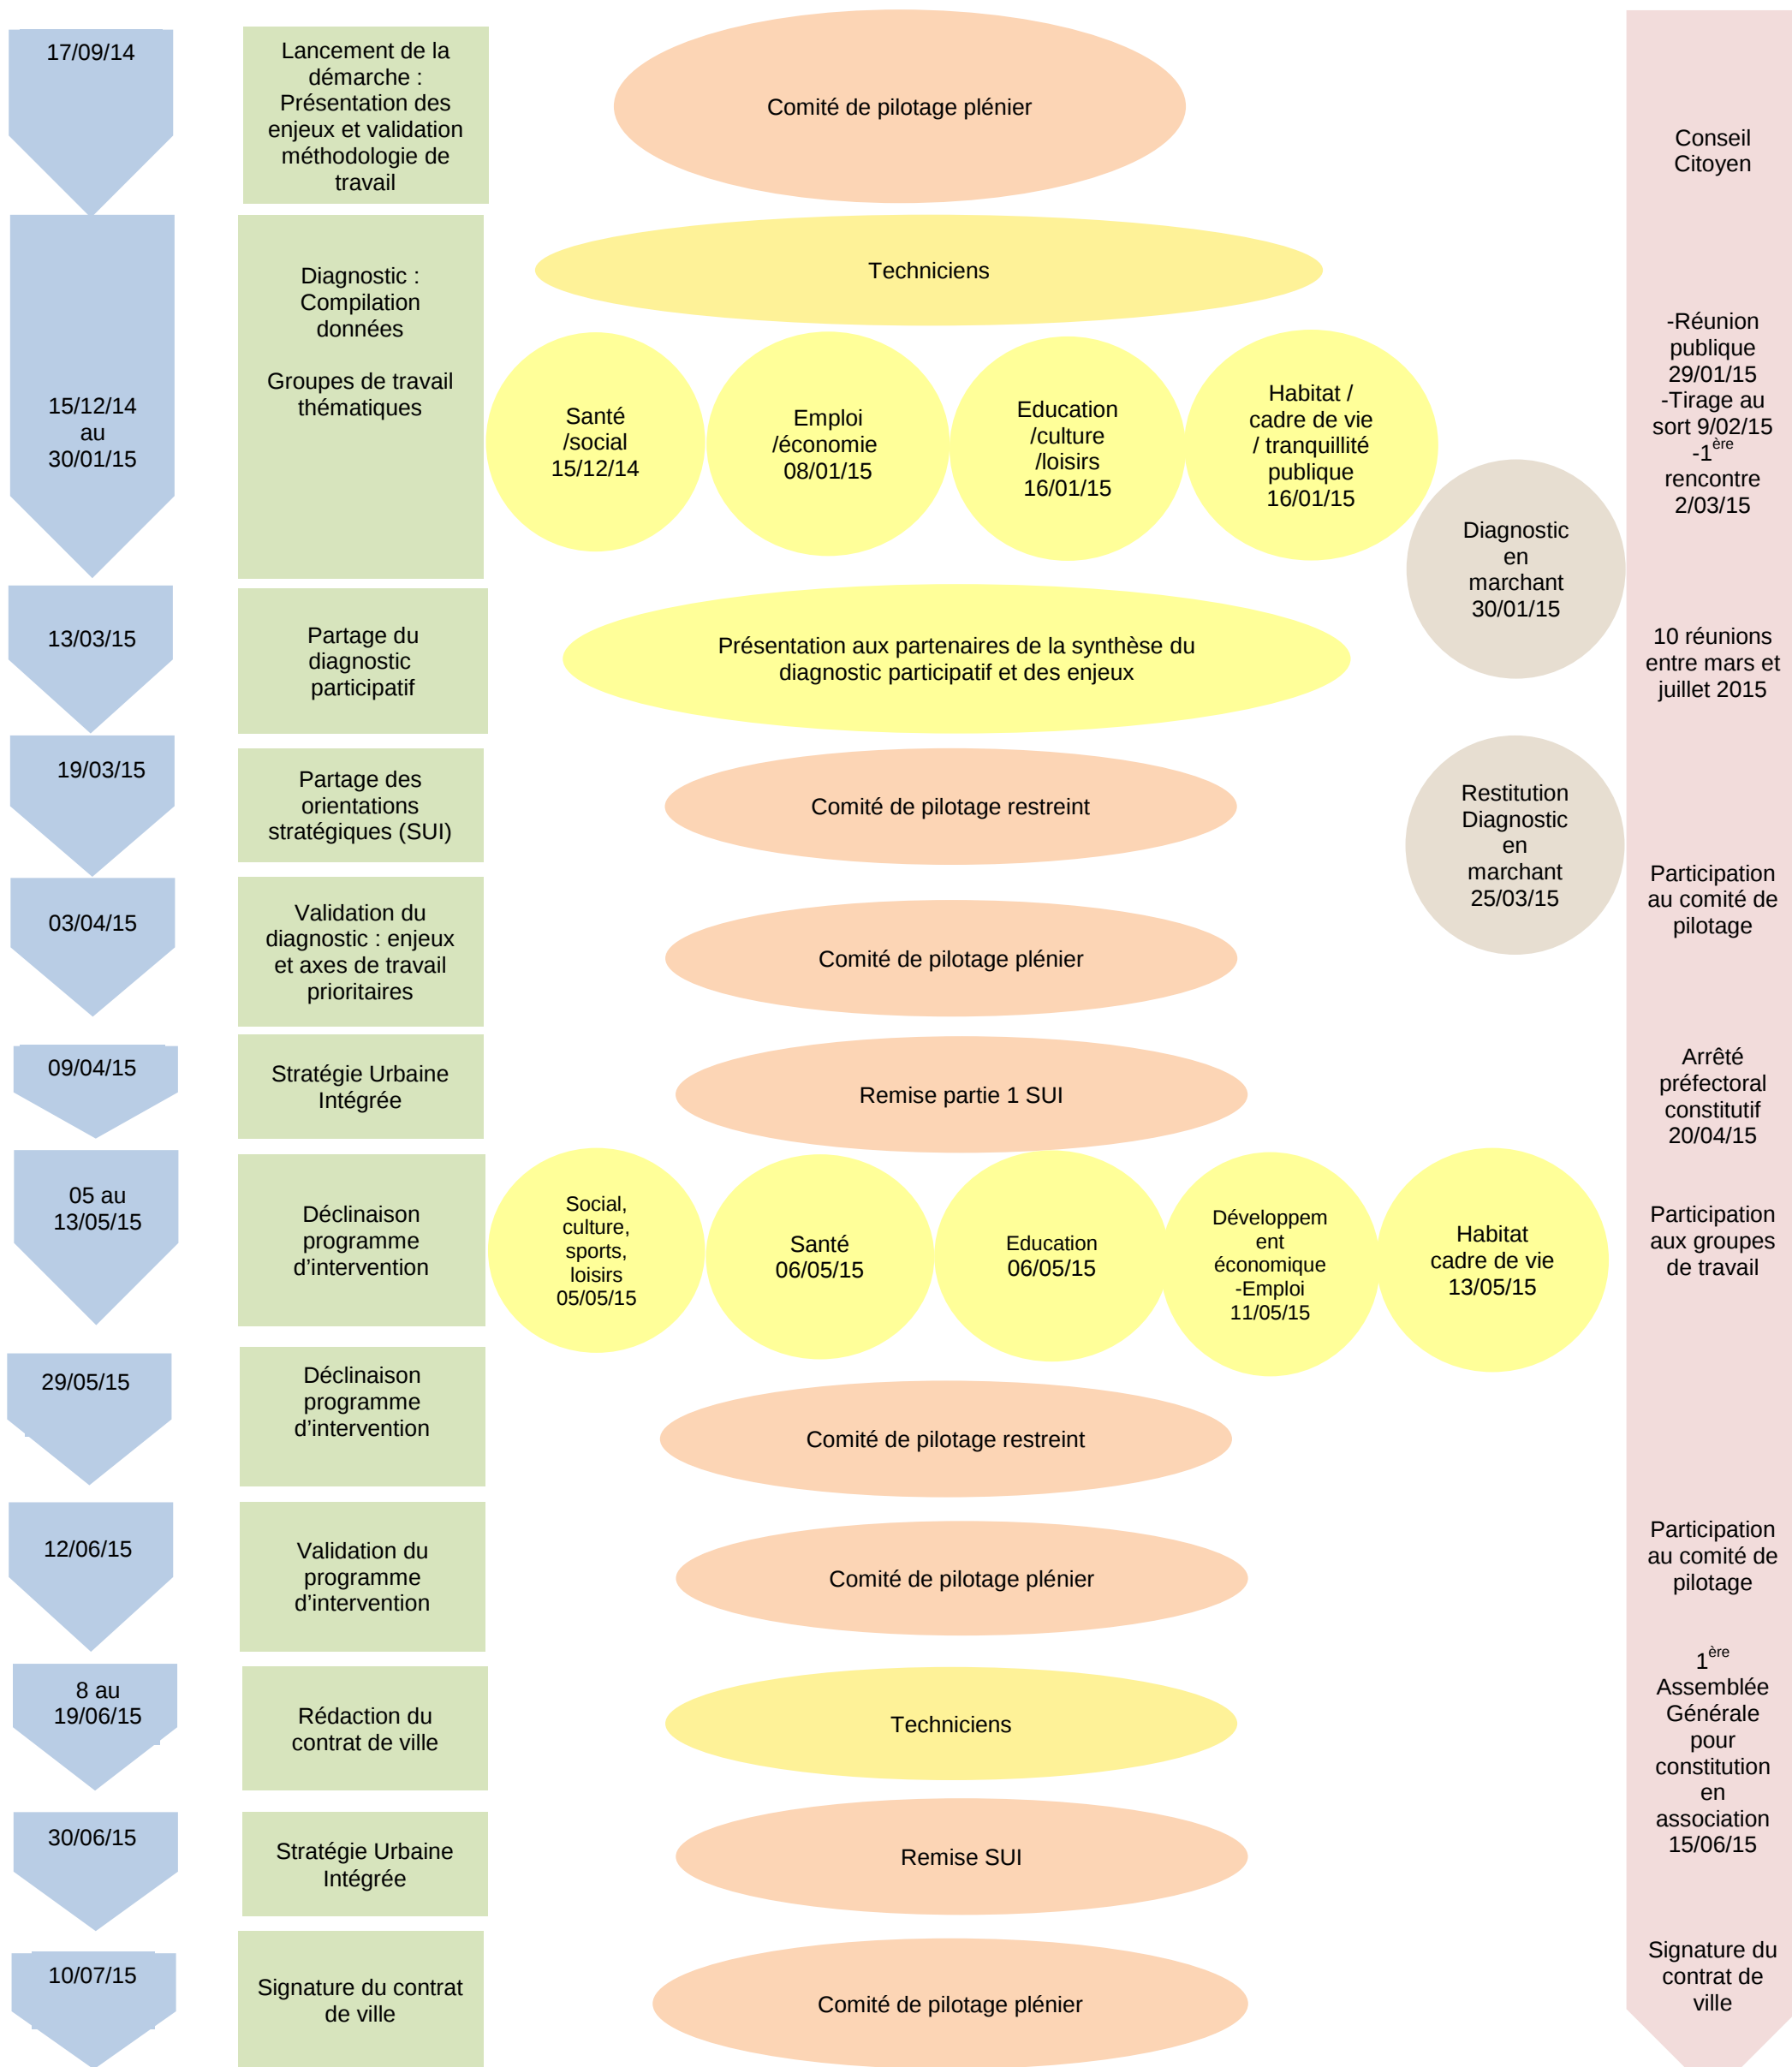 17/09/14
Lancement de la
démarche :
Présentation des
enjeux et validation
méthodologie de
travail
Comité de pilotage plénier
Conseil
Citoyen
15/12/14
au
30/01/15
Diagnostic :
Compilation
données
Groupes de travail
thématiques
Techniciens
Santé
/social
15/12/14
Emploi
/économie
08/01/15
Education
/culture
/loisirs
16/01/15
Habitat /
cadre de vie
/ tranquillité
publique
16/01/15
Diagnostic
en
marchant
30/01/15
-Réunion
publique
29/01/15
-Tirage au
sort 9/02/15
-1ère
rencontre
2/03/15
13/03/15
Partage du
diagnostic
participatif
Présentation aux partenaires de la synthèse du
diagnostic participatif et des enjeux
10 réunions
entre mars et
juillet 2015
19/03/15
Partage des
orientations
stratégiques (SUI)
Comité de pilotage restreint
Restitution
Diagnostic
en
marchant
25/03/15
03/04/15
Validation du
diagnostic : enjeux
et axes de travail
prioritaires
Comité de pilotage plénier
Participation
au comité de
pilotage
09/04/15
Stratégie Urbaine
Intégrée
Remise partie 1 SUI
Arrêté
préfectoral
constitutif
20/04/15
05 au
13/05/15
Déclinaison
programme
d’intervention
Social,
culture,
sports,
loisirs
05/05/15
Santé
06/05/15
Education
06/05/15
Développem
ent
économique
-Emploi
11/05/15
Habitat
cadre de vie
13/05/15
Participation
aux groupes
de travail
29/05/15
Déclinaison
programme
d’intervention
Comité de pilotage restreint
12/06/15
Validation du
programme
d’intervention
Comité de pilotage plénier
Participation
au comité de
pilotage
8 au
19/06/15
Rédaction du
contrat de ville
Techniciens
1ère
Assemblée
Générale
pour
constitution
en
association
15/06/15
30/06/15
Stratégie Urbaine
Intégrée
Remise SUI
10/07/15
Signature du contrat
de ville
Comité de pilotage plénier
Signature du
contrat de
ville